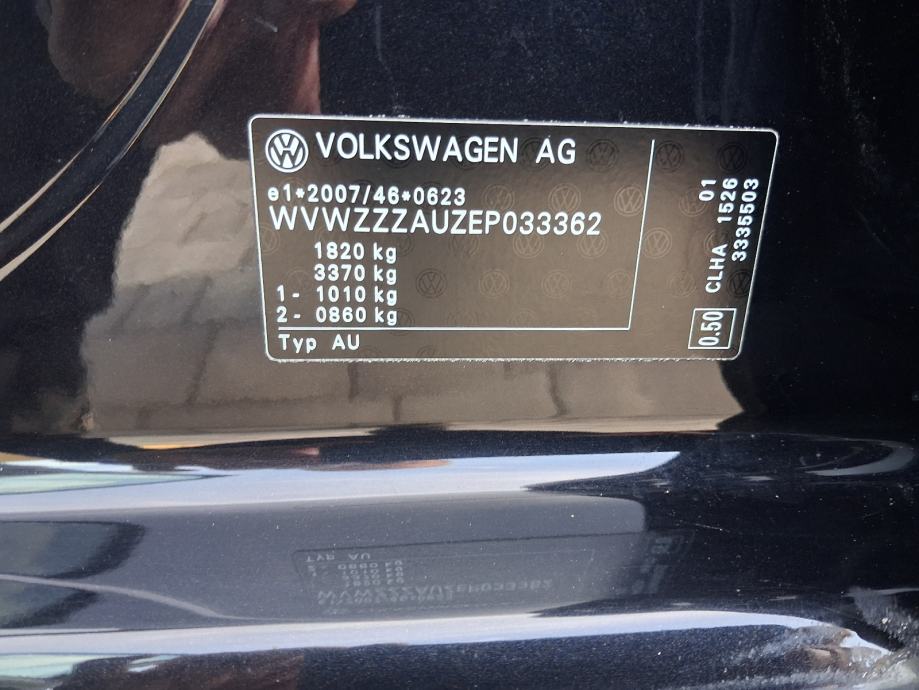 VOLKSWAGEN AG
e1*2007/46*0623
WVWZZZAUZEP033362
1820 kg
3370 kg
1- 1010 kg
2- 0860 kg
Typ AU
01
CLHA 1526
3335503
0.50